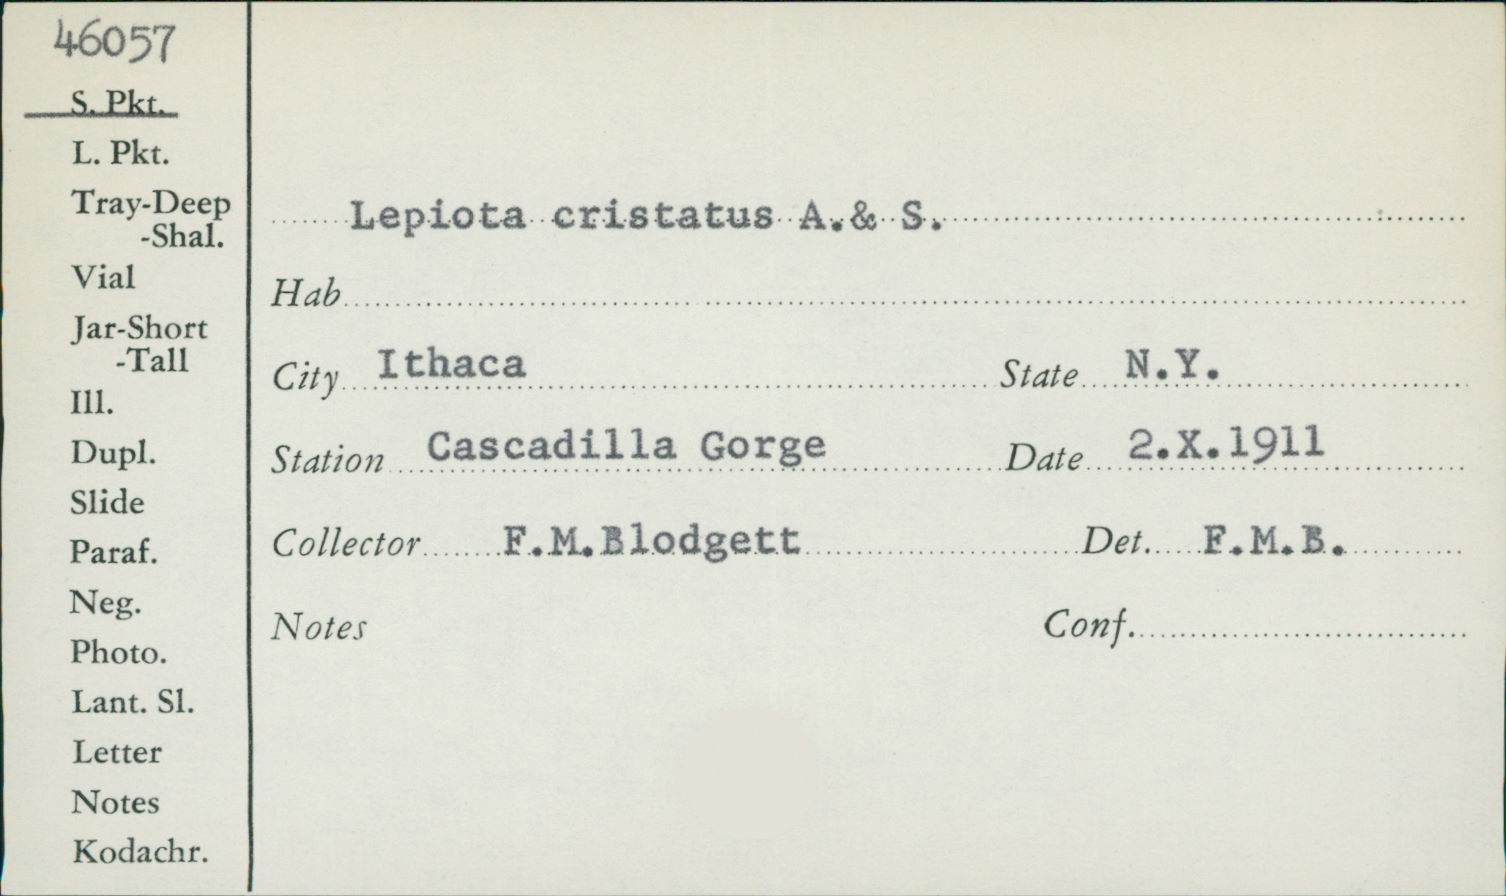 46057
S. Pkt.
L. Pkt.
Tray-Deep
-Shal.
Vial
Jar-Short
-Tall
Ill.
Dupl.
Slide
Paraf.
Neg.
Photo.
Lant. Sl.
Letter
Notes
Kodachr.
Lepiota cristatus A.& S.
Hab
City Ithaca State N.Y.
Station Cascadilla Gorge Date 2.X.1911
Collector F.M.Blodgett Det. F.M.B.
Notes Conf.